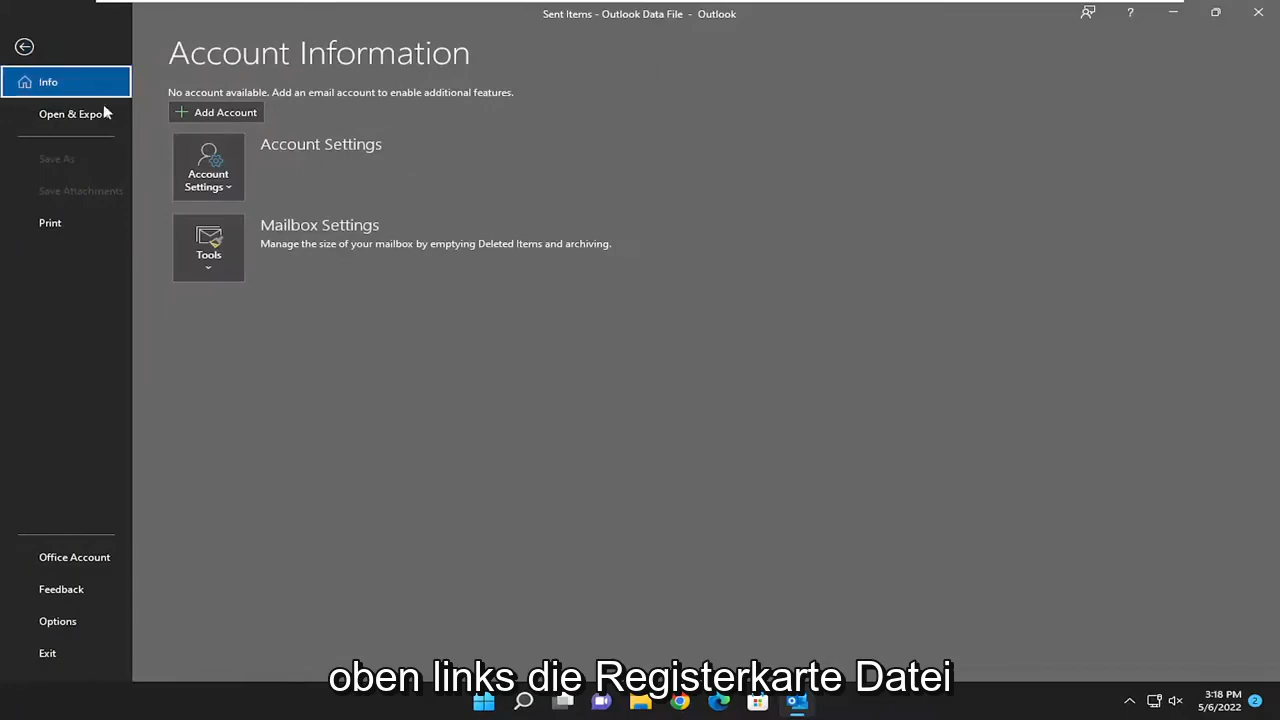 Sent Items - Outlook Data File - Outlook
?
Info
Open & Expo
Save As
Save Attachments
Print
Office Account
Feedback
Options
Exit
Account Information
No account available. Add an email account to enable additional features.
Add Account
Account Settings
Account Settings
Mailbox Settings
Manage the size of your mailbox by emptying Deleted Items and archiving.
Tools
oben links die Registerkarte Datei
3:18 PM
5/6/2022
2